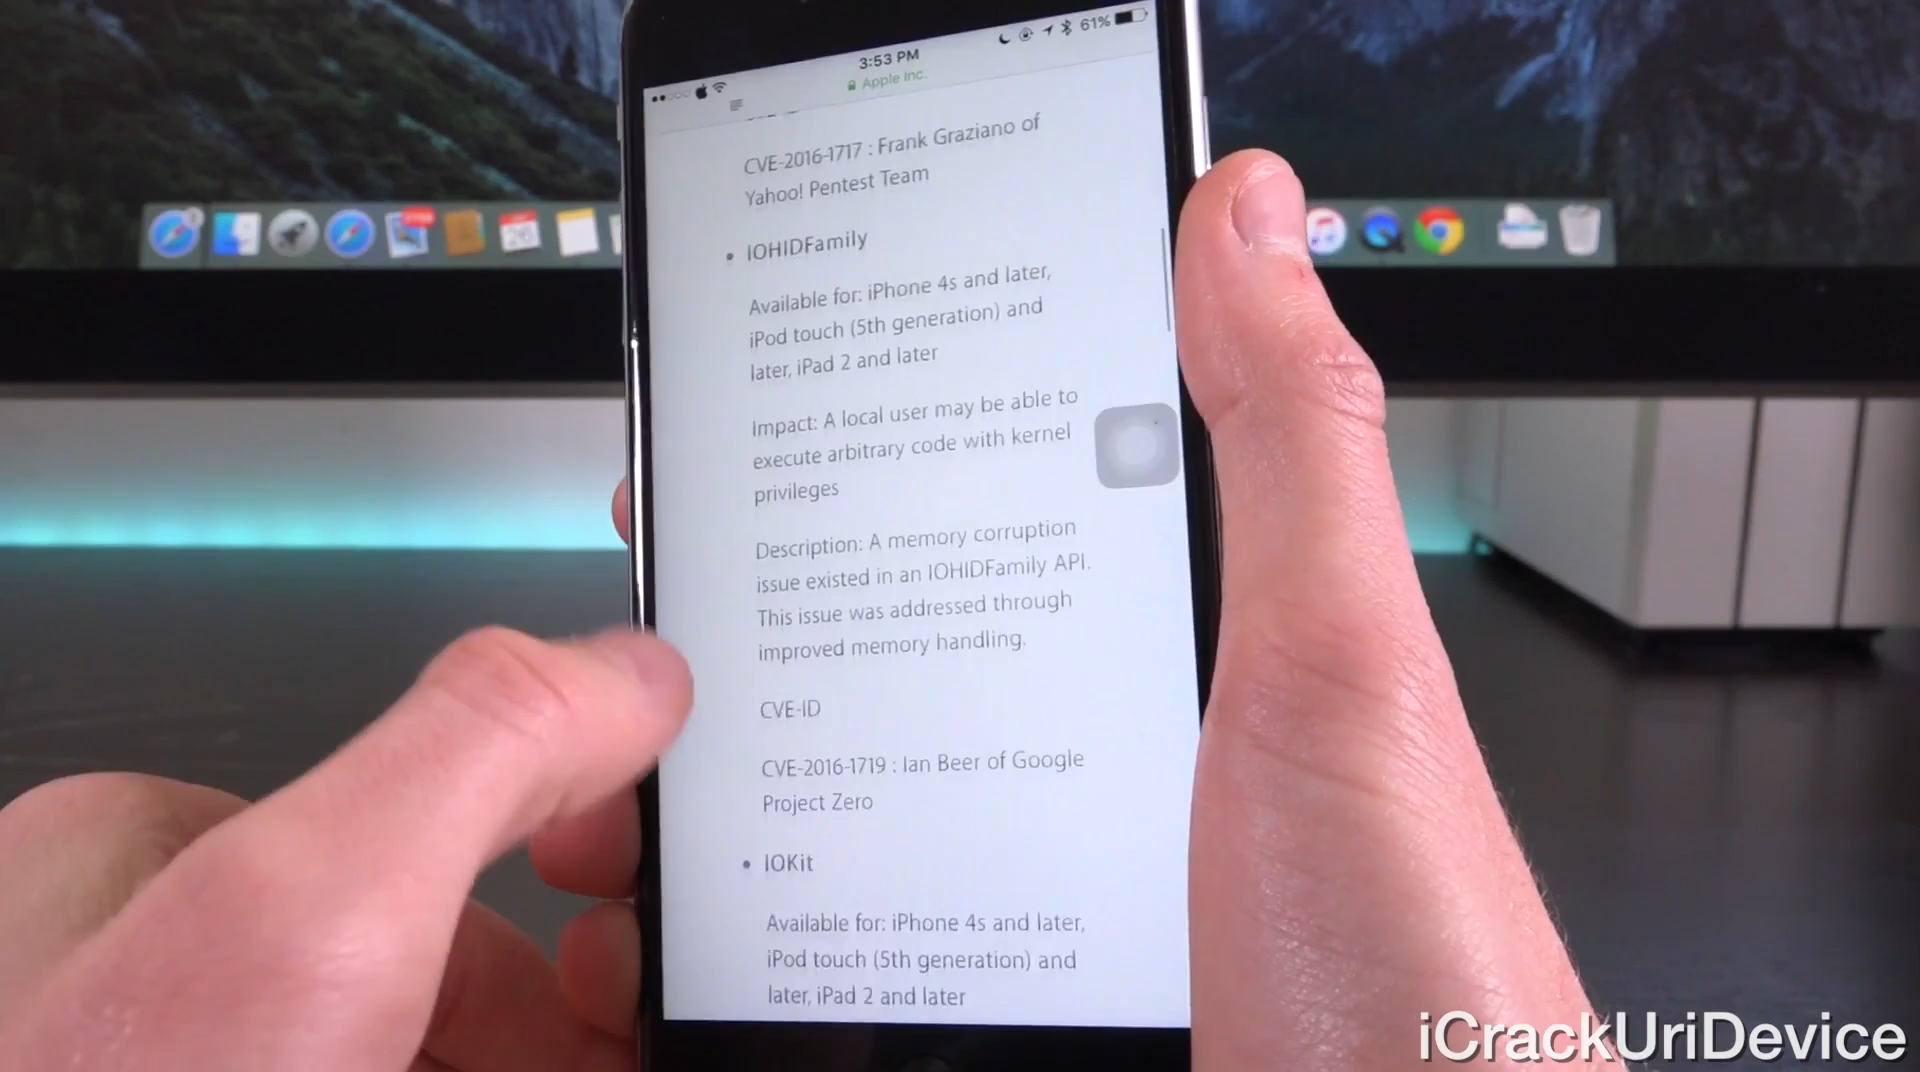 3:53 PM
61%
Apple Inc.
CVE-2016-1717 : Frank Graziano of
Yahoo! Pentest Team
• IOHIDFamily
Available for: iPhone 4s and later,
iPod touch (5th generation) and
later, iPad 2 and later
Impact: A local user may be able to
execute arbitrary code with kernel
privileges
Description: A memory corruption
issue existed in an IOHIDFamily API.
This issue was addressed through
improved memory handling.
CVE-ID
CVE-2016-1719 : Ian Beer of Google
Project Zero
• IOKit
Available for: iPhone 4s and later,
iPod touch (5th generation) and
later, iPad 2 and later
26
iCrackUriDevice